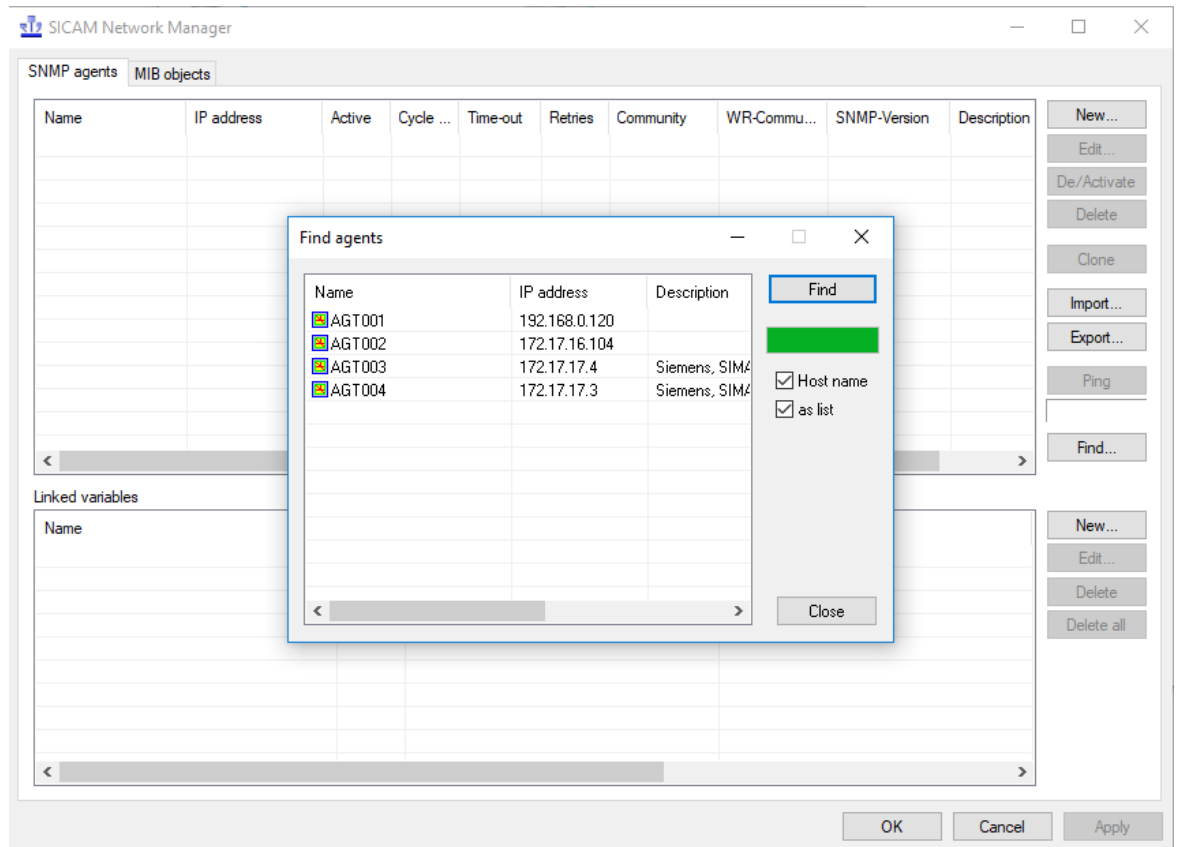 SICAM Network Manager
SNMP agents MIB objects
Name IP address Active Cycle ... Time-out Retries Community WR-Commu... SNMP-Version Description
New...
Edit...
De/Activate
Delete
Clone
Import...
Export...
Ping
Find...
Find agents
Name IP address Description
AGT001 192.168.0.120
AGT002 172.17.16.104
AGT003 172.17.17.4 Siemens, SIMA
AGT004 172.17.17.3 Siemens, SIMA
Find
Host name
as list
Close
Linked variables
Name
New...
Edit...
Delete
Delete all
OK Cancel Apply